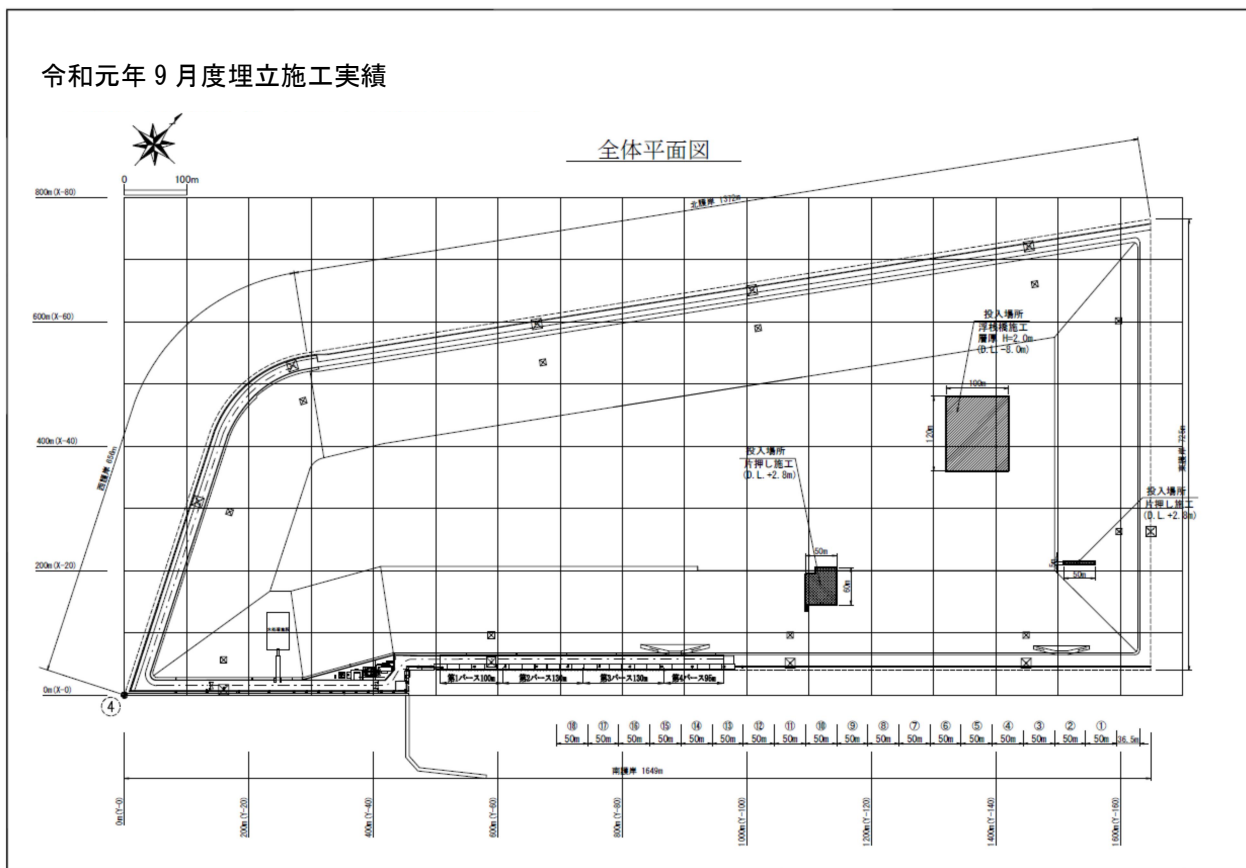 令和元年9月度埋立施工実績
全体平面図
0 100m
800m(X-80)
600m(X-60)
400m(X-40)
200m(X-20)
0m(X-0)
北護岸 1372m
西護岸 658m
東護岸 726m
投入場所
浮桟橋施工
層厚 H=2.0m
(D.L.-8.0m)
100m
120m
投入場所
片押し施工
(D.L.+2.8m)
50m
60m
投入場所
片押し施工
(D.L.+2.8m)
5m
50m
第1バース100m 第2バース130m 第3バース130m 第4バース95m
④
⑱ ⑰ ⑯ ⑮ ⑭ ⑬ ⑫ ⑪ ⑩ ⑨ ⑧ ⑦ ⑥ ⑤ ④ ③ ② ①
50m 50m 50m 50m 50m 50m 50m 50m 50m 50m 50m 50m 50m 50m 50m 50m 50m 50m 36.5m
南護岸 1649m
0m(Y-0)
200m(Y-20)
400m(Y-40)
600m(Y-60)
800m(Y-80)
1000m(Y-100)
1200m(Y-120)
1400m(Y-140)
1600m(Y-160)